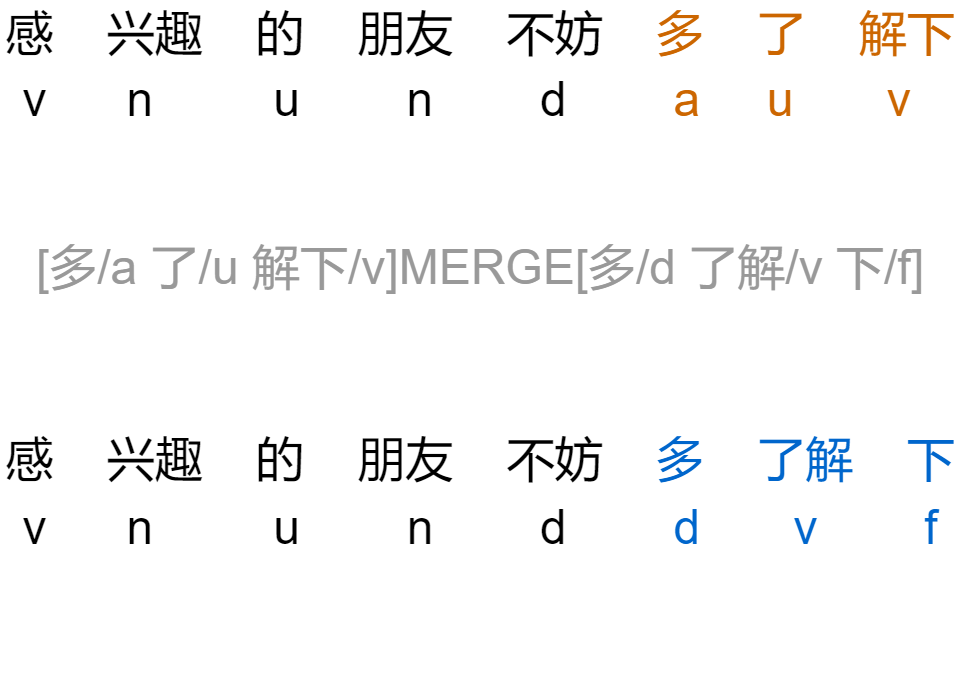 感 兴趣 的 朋友 不妨 多 了 解下
v n u n d a u v
[多/a 了/u 解下/v]MERGE[多/d 了解/v 下/f]
感 兴趣 的 朋友 不妨 多 了解 下
v n u n d d v f